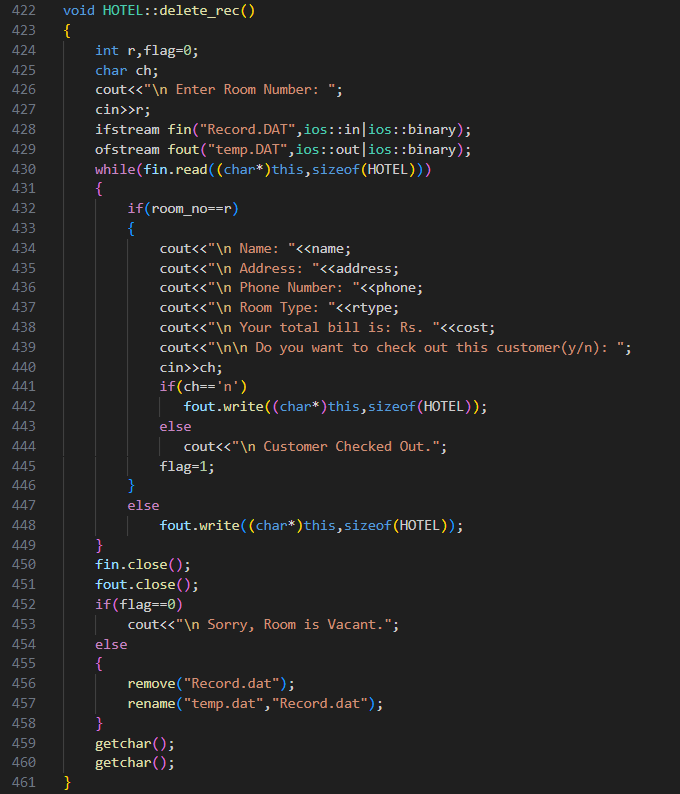 422 void HOTEL::delete_rec()
423 {
424     int r,flag=0;
425     char ch;
426     cout<<"\n Enter Room Number: ";
427     cin>>r;
428     ifstream fin("Record.DAT",ios::in|ios::binary);
429     ofstream fout("temp.DAT",ios::out|ios::binary);
430     while(fin.read((char*)this,sizeof(HOTEL)))
431     {
432         if(room_no==r)
433         {
434             cout<<"\n Name: "<<name;
435             cout<<"\n Address: "<<address;
436             cout<<"\n Phone Number: "<<phone;
437             cout<<"\n Room Type: "<<rtype;
438             cout<<"\n Your total bill is: Rs. "<<cost;
439             cout<<"\n\n Do you want to check out this customer(y/n): ";
440             cin>>ch;
441             if(ch=='n')
442                fout.write((char*)this,sizeof(HOTEL));
443             else
444                cout<<"\n Customer Checked Out.";
445             flag=1;
446         }
447         else
448             fout.write((char*)this,sizeof(HOTEL));
449     }
450     fin.close();
451     fout.close();
452     if(flag==0)
453         cout<<"\n Sorry, Room is Vacant.";
454     else
455     {
456         remove("Record.dat");
457         rename("temp.dat","Record.dat");
458     }
459     getchar();
460     getchar();
461 }